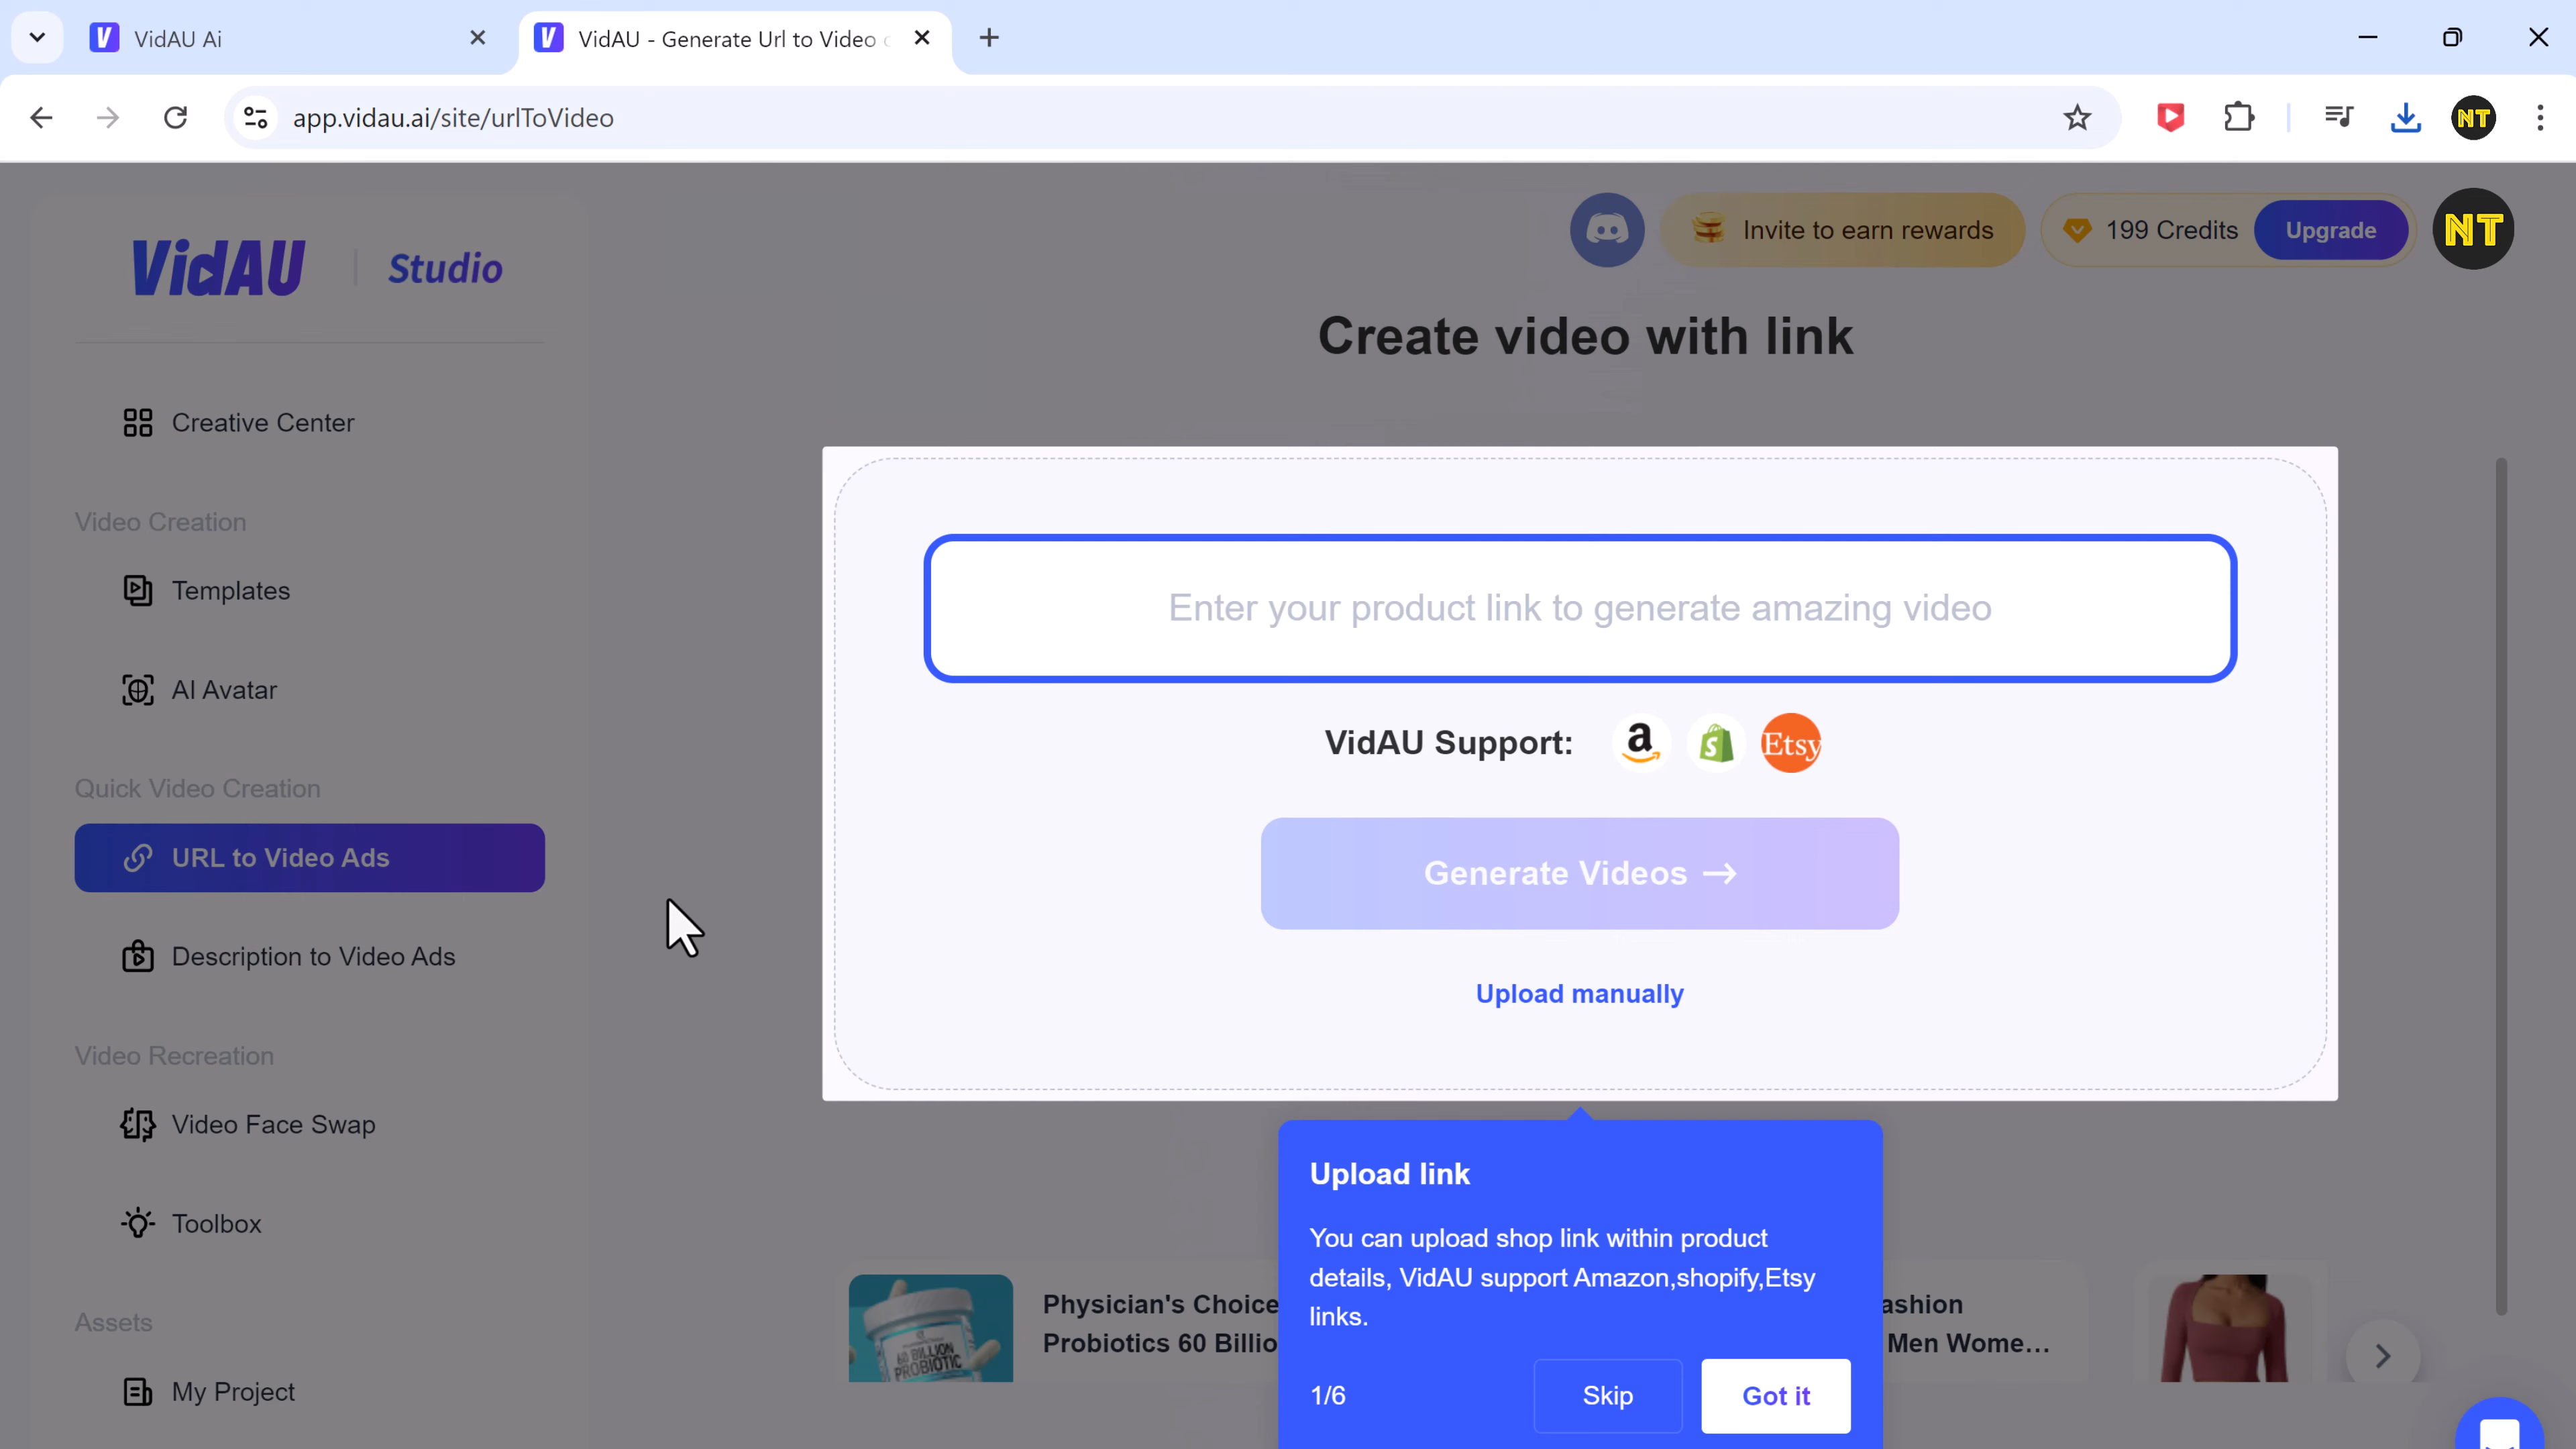 VidAU Ai
VidAU - Generate Url to Video
app.vidau.ai/site/urlToVideo
NT
VidAU | Studio
Invite to earn rewards
199 Credits
Upgrade
NT
Create video with link
Creative Center
Video Creation
Templates
AI Avatar
Quick Video Creation
URL to Video Ads
Description to Video Ads
Video Recreation
Video Face Swap
Toolbox
Assets
My Project
Enter your product link to generate amazing video
VidAU Support:
a
S
Etsy
Generate Videos →
Upload manually
Upload link
You can upload shop link within product
details, VidAU support Amazon,shopify,Etsy
links.
1/6
Skip
Got it
Physician's Choice
Probiotics 60 Billio
60 BILLION
PROBIOTIC
ashion
Men Wome...